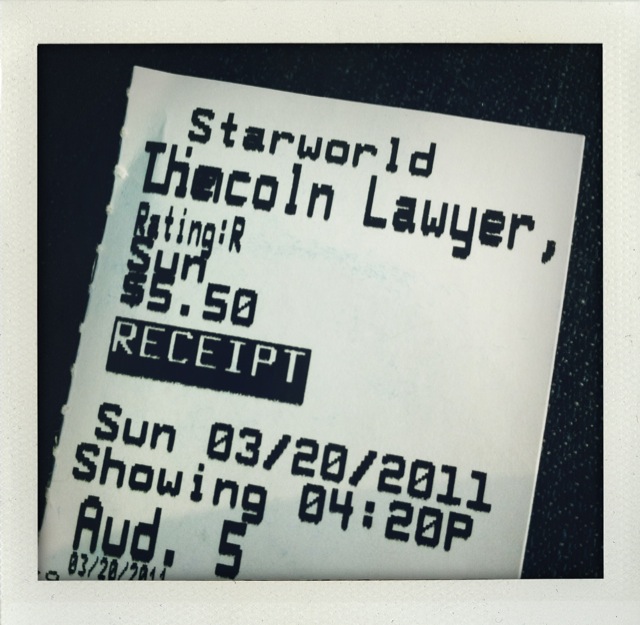 Starworld
Lincoln Lawyer,
Rating:R
Sun
$5.50
RECEIPT
Sun 03/20/2011
Showing 04:20P
Aud. 5
03/20/2011